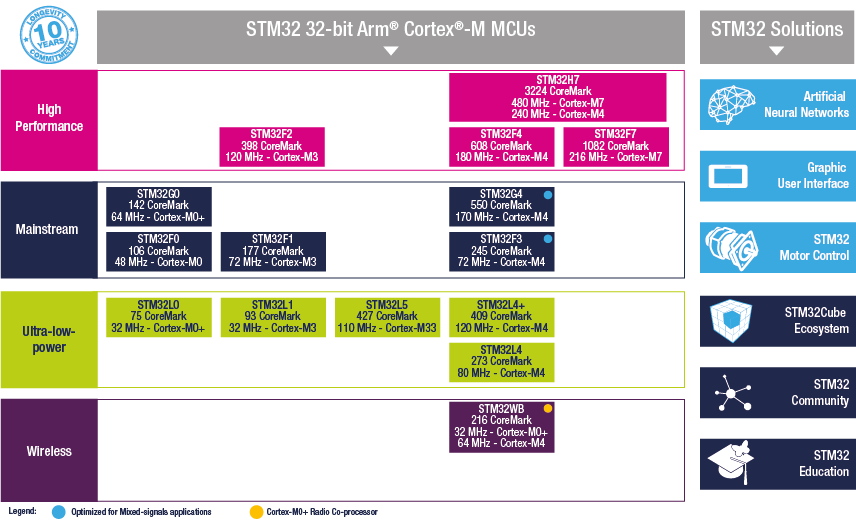 LONGEVITY
10
YEARS
COMMITMENT
STM32 32-bit Arm® Cortex®-M MCUs
STM32 Solutions
High
Performance
STM32H7
3224 CoreMark
480 MHz - Cortex-M7
240 MHz - Cortex-M4
STM32F2
398 CoreMark
120 MHz - Cortex-M3
STM32F4
608 CoreMark
180 MHz - Cortex-M4
STM32F7
1082 CoreMark
216 MHz - Cortex-M7
Mainstream
STM32G0
142 CoreMark
64 MHz - Cortex-M0+
STM32G4
550 CoreMark
170 MHz - Cortex-M4
STM32F0
106 CoreMark
48 MHz - Cortex-M0
STM32F1
177 CoreMark
72 MHz - Cortex-M3
STM32F3
245 CoreMark
72 MHz - Cortex-M4
Ultra-low-
power
STM32L0
75 CoreMark
32 MHz - Cortex-M0+
STM32L1
93 CoreMark
32 MHz - Cortex-M3
STM32L5
427 CoreMark
110 MHz - Cortex-M33
STM32L4+
409 CoreMark
120 MHz - Cortex-M4
STM32L4
273 CoreMark
80 MHz - Cortex-M4
Wireless
STM32WB
216 CoreMark
32 MHz - Cortex-M0+
64 MHz - Cortex-M4
Artificial
Neural Networks
Graphic
User Interface
STM32
Motor Control
STM32Cube
Ecosystem
STM32
Community
STM32
Education
Legend:
Optimized for Mixed-signals applications
Cortex-M0+ Radio Co-processor